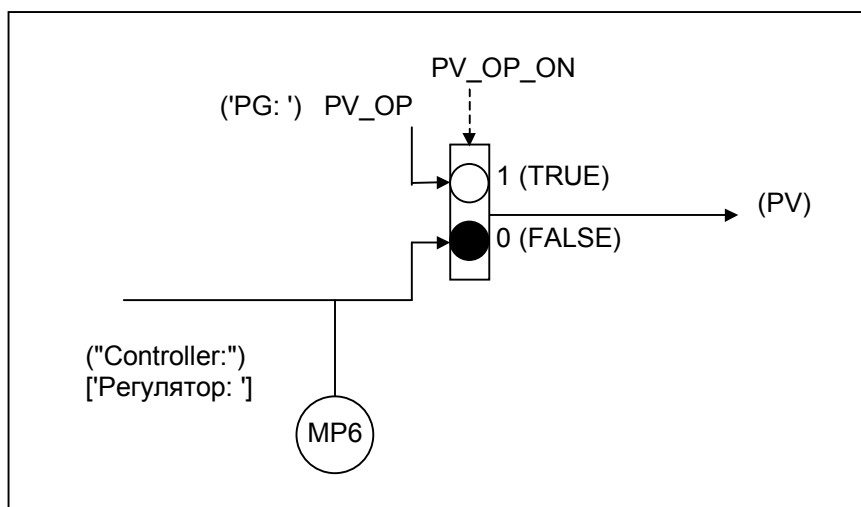 PV_OP_ON
('PG: ') PV_OP
1 (TRUE)
(PV)
0 (FALSE)
("Controller:")
['Регулятор: ']
MP6